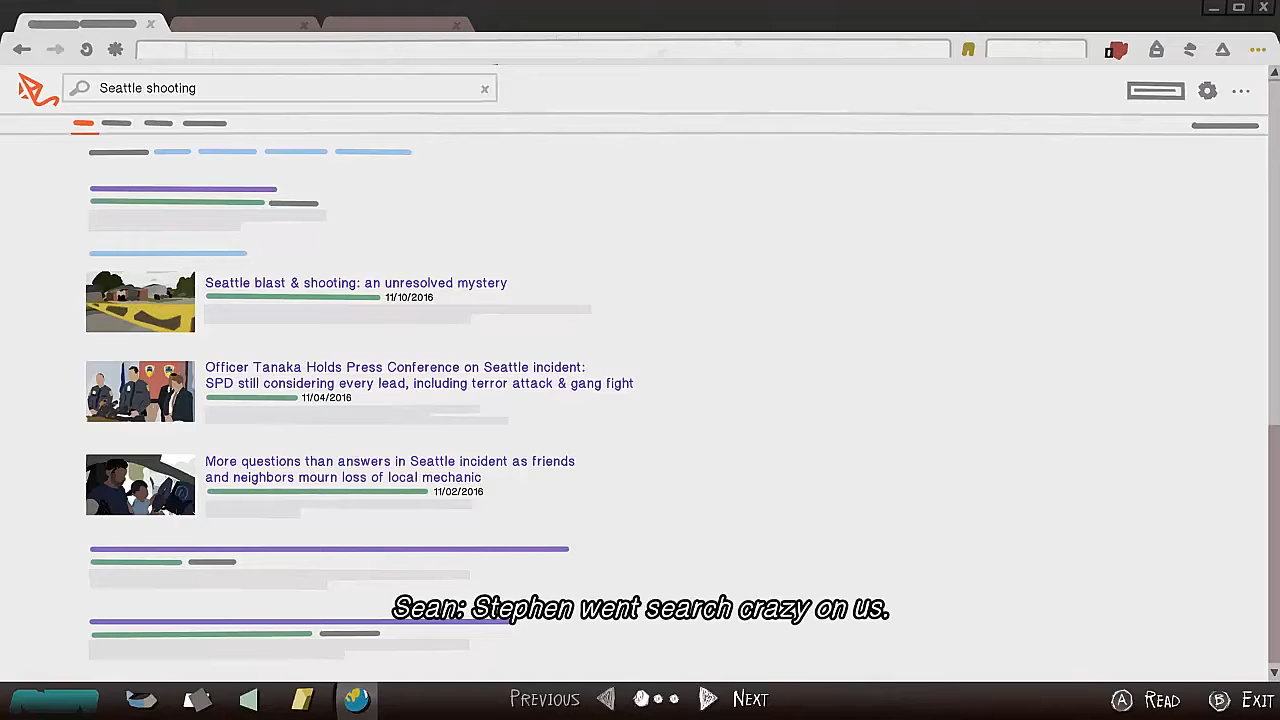 Seattle shooting
Seattle blast & shooting: an unresolved mystery
11/10/2016
Officer Tanaka Holds Press Conference on Seattle incident:
SPD still considering every lead, including terror attack & gang fight
11/04/2016
More questions than answers in Seattle incident as friends
and neighbors mourn loss of local mechanic
11/02/2016
Sean: Stephen went search crazy on us.
PREVIOUS NEXT A READ B EXIT